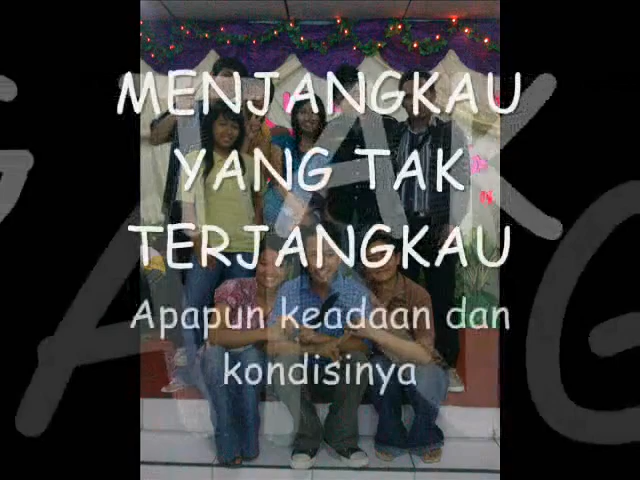 MENJANGKAU
YANG TAK
TERJANGKAU
Apapun keadaan dan
kondisinya